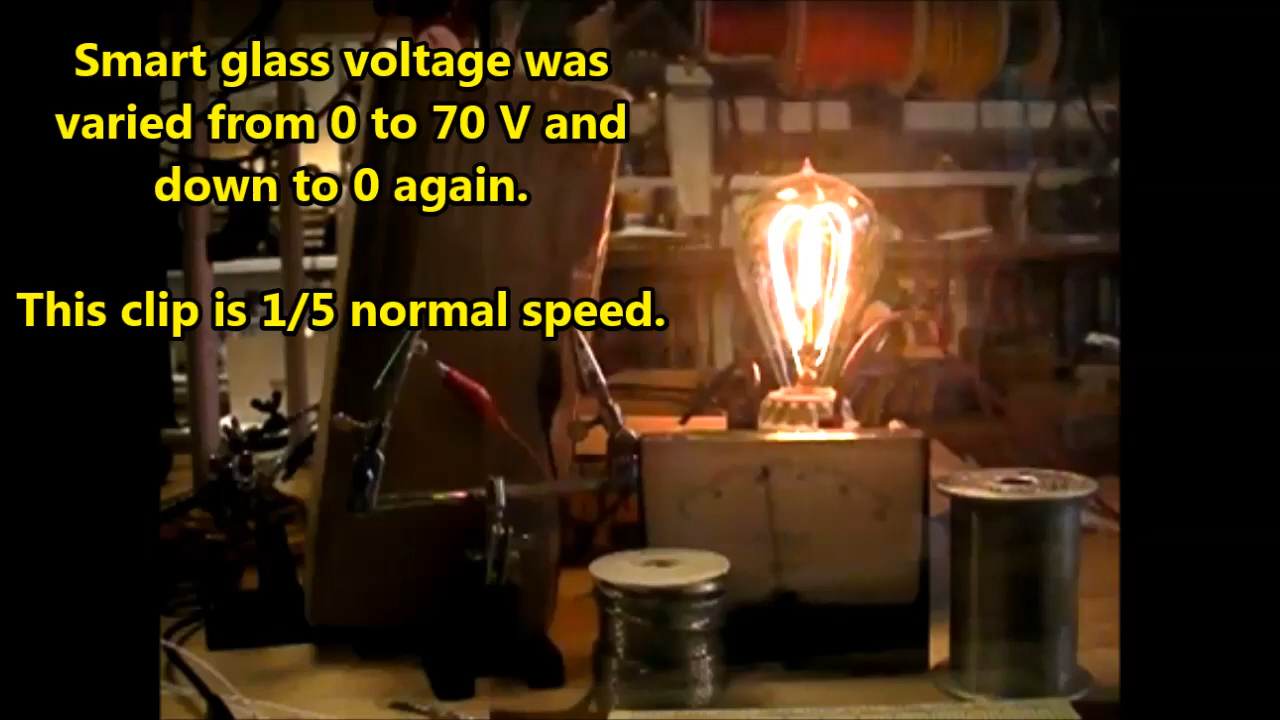 Smart glass voltage was
varied from 0 to 70 V and
down to 0 again.
This clip is 1/5 normal speed.